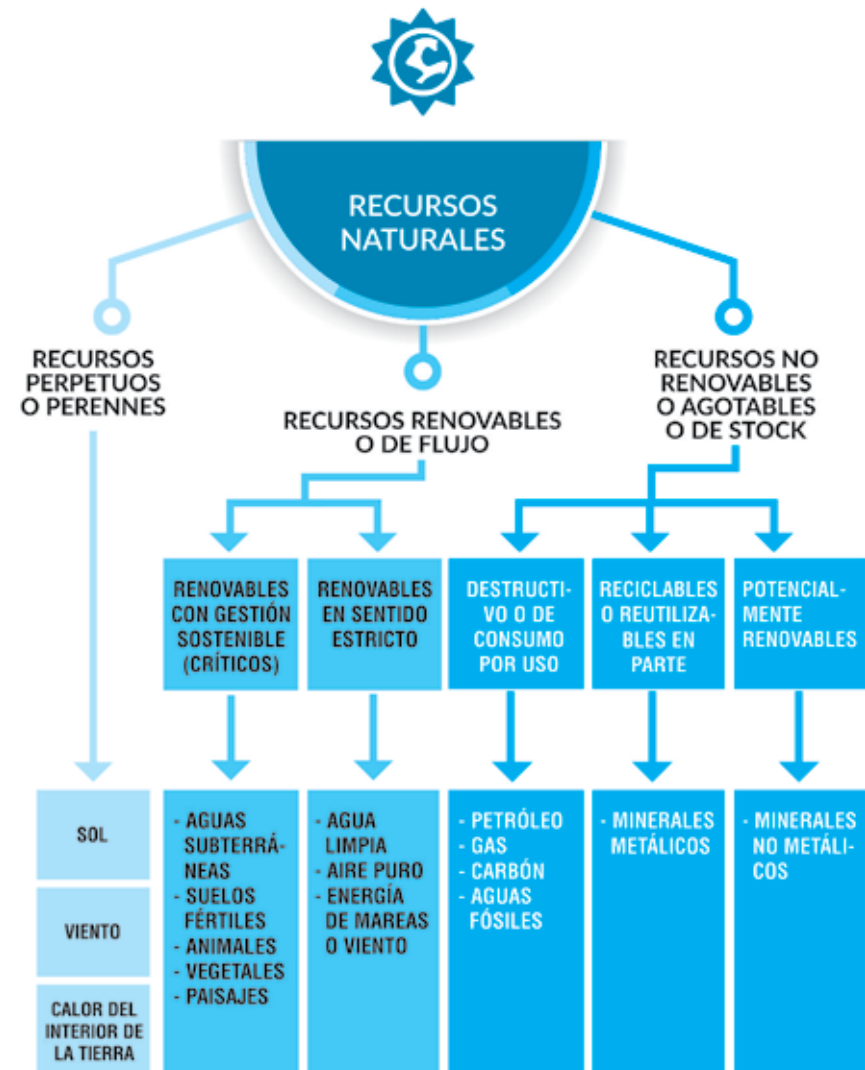 RECURSOS
NATURALES
RECURSOS
PERPETUOS
O PERENNES
RECURSOS RENOVABLES
O DE FLUJO
RECURSOS NO
RENOVABLES
O AGOTABLES
O DE STOCK
RENOVABLES
CON GESTIÓN
SOSTENIBLE
(CRÍTICOS)
RENOVABLES
EN SENTIDO
ESTRICTO
DESTRUCTI-
VO O DE
CONSUMO
POR USO
RECICLABLES
O REUTILIZA-
BLES EN
PARTE
POTENCIAL-
MENTE
RENOVABLES
SOL
VIENTO
CALOR DEL
INTERIOR DE
LA TIERRA
- AGUAS
SUBTERRÁ-
NEAS
- SUELOS
FÉRTILES
- ANIMALES
- VEGETALES
- PAISAJES
- AGUA
LIMPIA
- AIRE PURO
- ENERGÍA
DE MAREAS
O VIENTO
- PETRÓLEO
- GAS
- CARBÓN
- AGUAS
FÓSILES
- MINERALES
METÁLICOS
- MINERALES
NO METÁLI-
COS